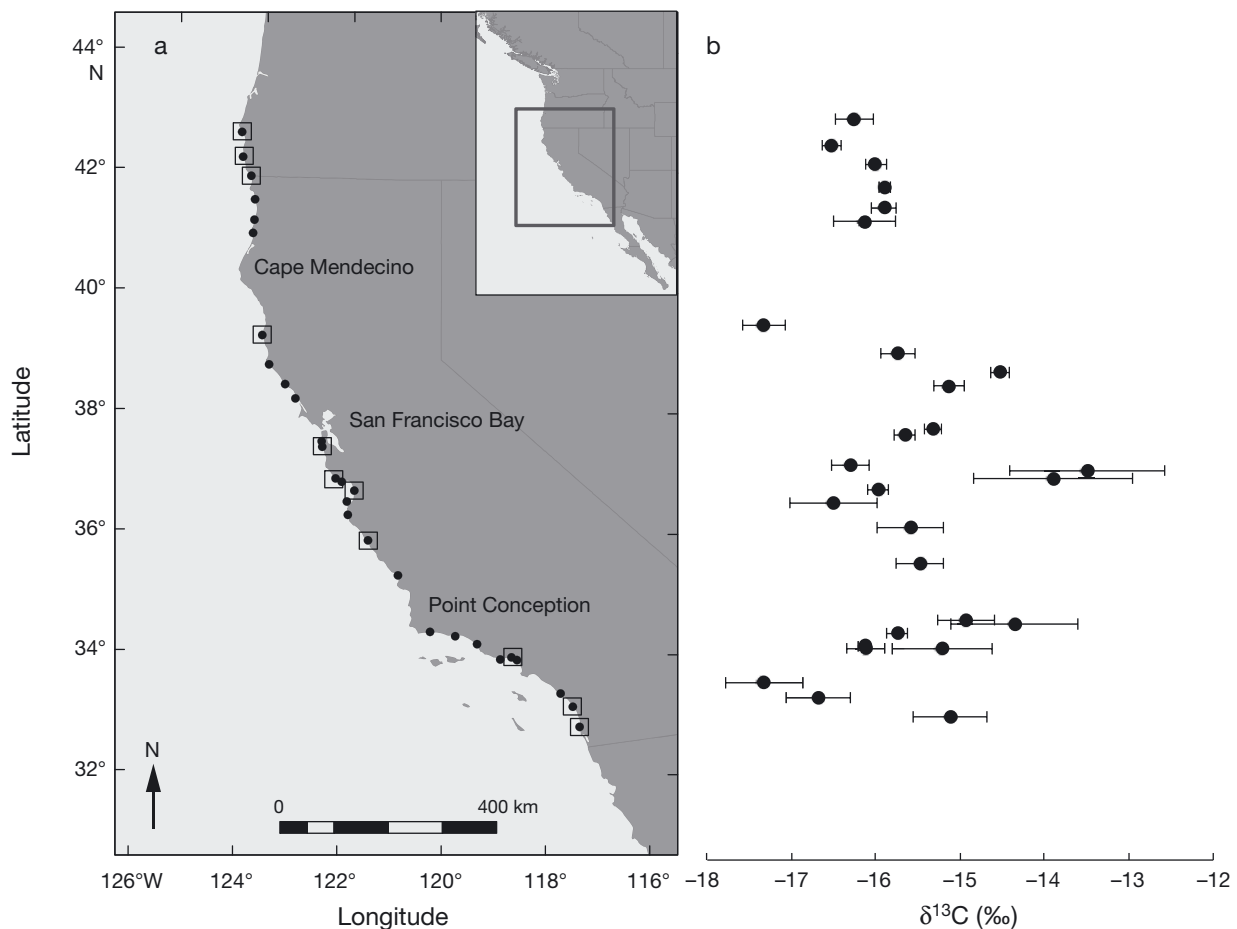 a
b
44°
N
42°
40°
38°
36°
34°
32°
Latitude
Cape Mendecino
San Francisco Bay
Point Conception
N
0 400 km
126°W 124° 122° 120° 118° 116°
Longitude
−18 −17 −16 −15 −14 −13 −12
δ¹³C (‰)